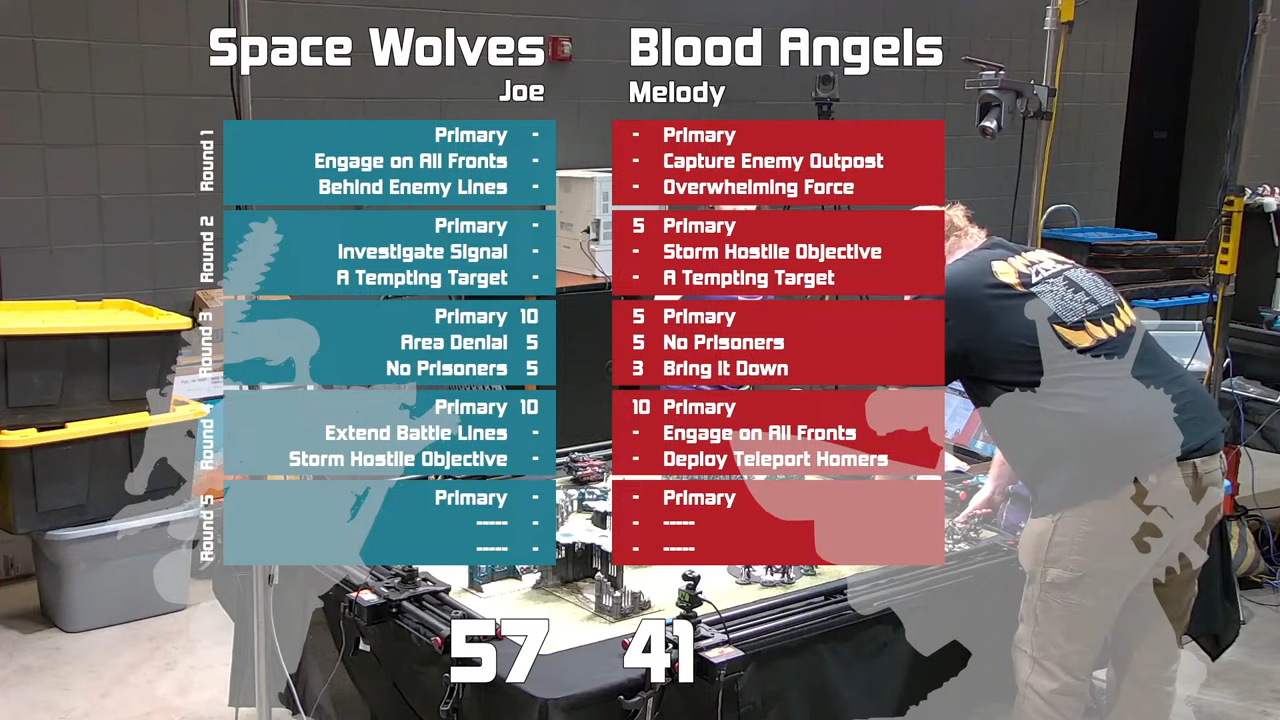 Space Wolves
Joe
Round 1
Primary -
Engage on All Fronts -
Behind Enemy Lines -
Round 2
Primary -
Investigate Signal -
A Tempting Target -
Round 3
Primary 10
Area Denial 5
No Prisoners 5
Round
Primary 10
Extend Battle Lines -
Storm Hostile Objective -
Round 5
Primary -
----- -
----- -
57
Blood Angels
Melody
- Primary
- Capture Enemy Outpost
- Overwhelming Force
5 Primary
- Storm Hostile Objective
- A Tempting Target
5 Primary
5 No Prisoners
3 Bring It Down
10 Primary
- Engage on All Fronts
- Deploy Teleport Homers
- Primary
- -----
- -----
41